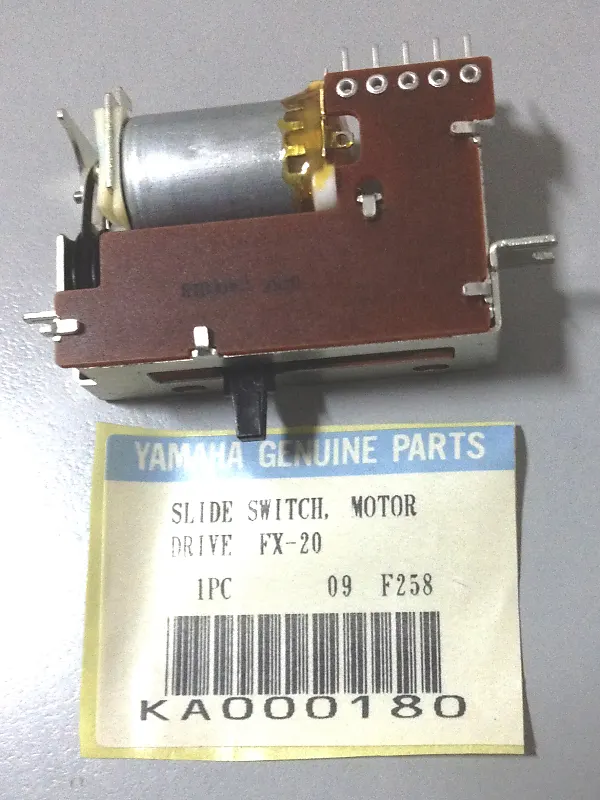 YAMAHA GENUINE PARTS
SLIDE SWITCH, MOTOR
DRIVE FX-20
1PC 09 F258
KA000180